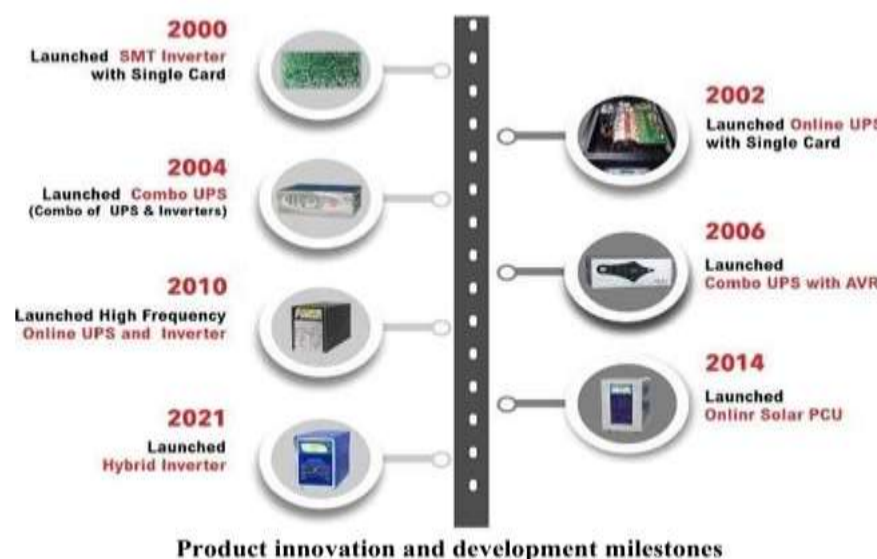 2000
Launched SMT Inverter
with Single Card
2002
Launched Online UPS
with Single Card
2004
Launched Combo UPS
(Combo of UPS & Inverters)
2006
Launched
Combo UPS with AVR
2010
Launched High Frequency
Online UPS and Inverter
2014
Launched
Onlinr Solar PCU
2021
Launched
Hybrid Inverter
Product innovation and development milestones